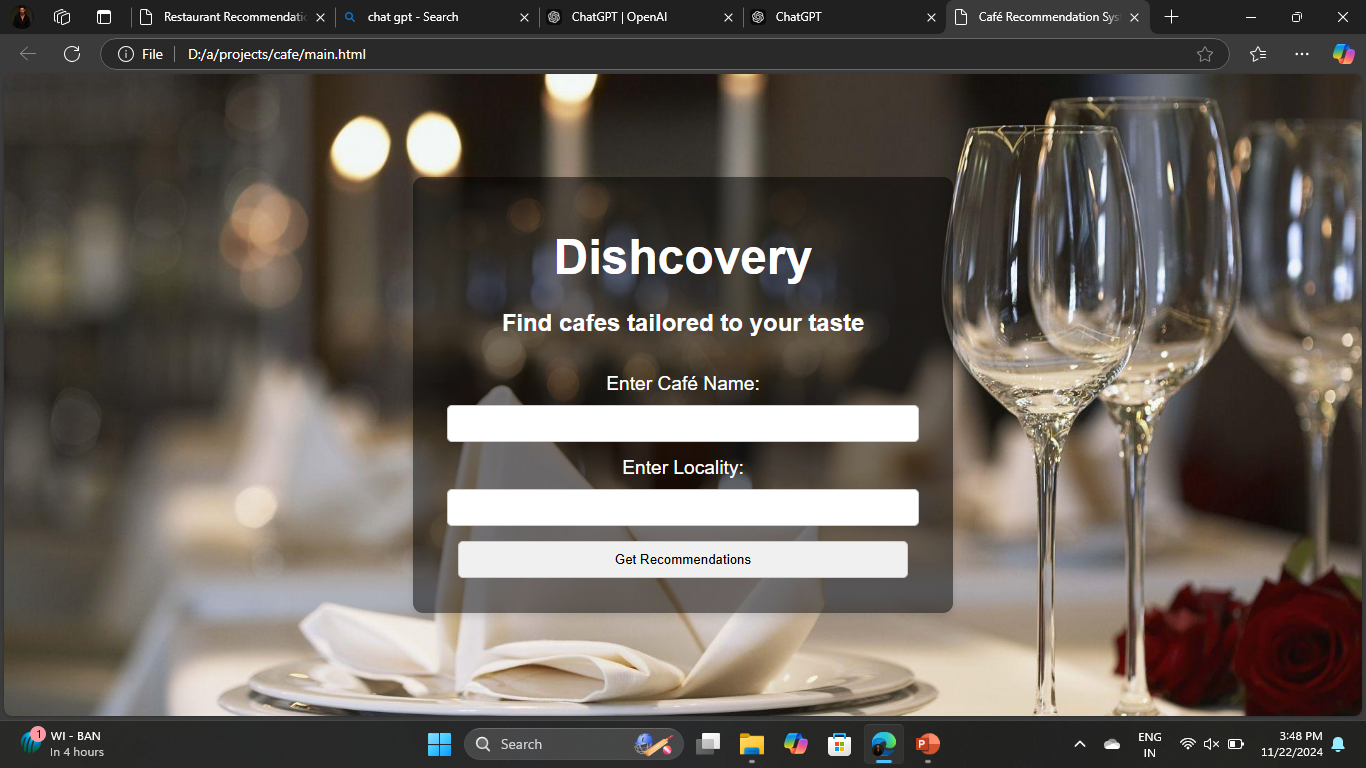 Restaurant Recommendati
chat gpt - Search
ChatGPT | OpenAI
ChatGPT
Café Recommendation Sys
File
D:/a/projects/cafe/main.html
Dishcovery
Find cafes tailored to your taste
Enter Café Name:
Enter Locality:
Get Recommendations
1
WI - BAN
In 4 hours
Search
ENG
IN
3:48 PM
11/22/2024